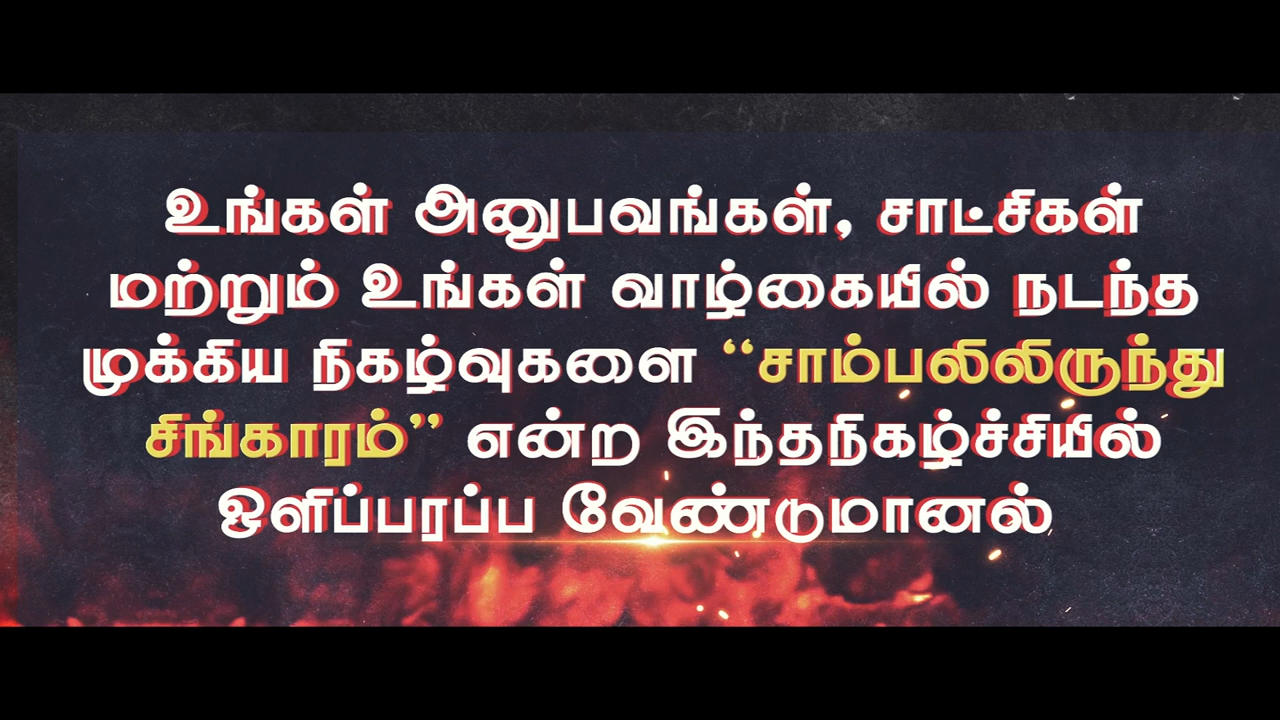 உங்கள் அனுபவங்கள், சாட்சிகள்
மற்றும் உங்கள் வாழ்கையில் நடந்த
முக்கிய நிகழ்வுகளை “சாம்பலிலிருந்து
சிங்காரம்” என்ற இந்தநிகழ்ச்சியில்
ஒளிப்பரப்ப வேண்டுமானல்